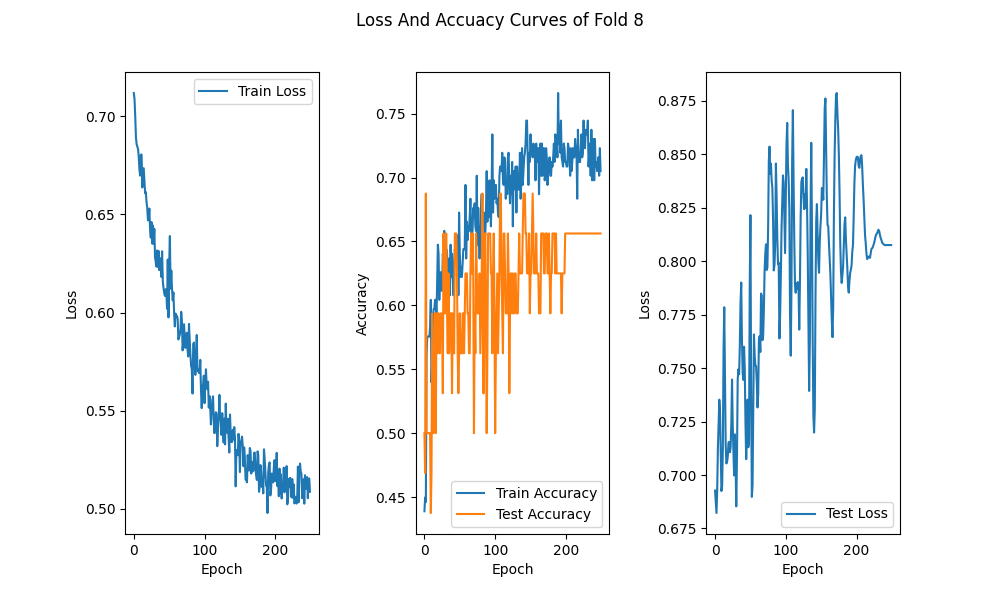 Loss And Accuacy Curves of Fold 8
Train Loss
Loss
0.70
0.65
0.60
0.55
0.50
0
100
200
Epoch
Accuracy
0.75
0.70
0.65
0.60
0.55
0.50
0.45
Train Accuracy
Test Accuracy
0
100
200
Epoch
Loss
0.875
0.850
0.825
0.800
0.775
0.750
0.725
0.700
0.675
Test Loss
0
100
200
Epoch